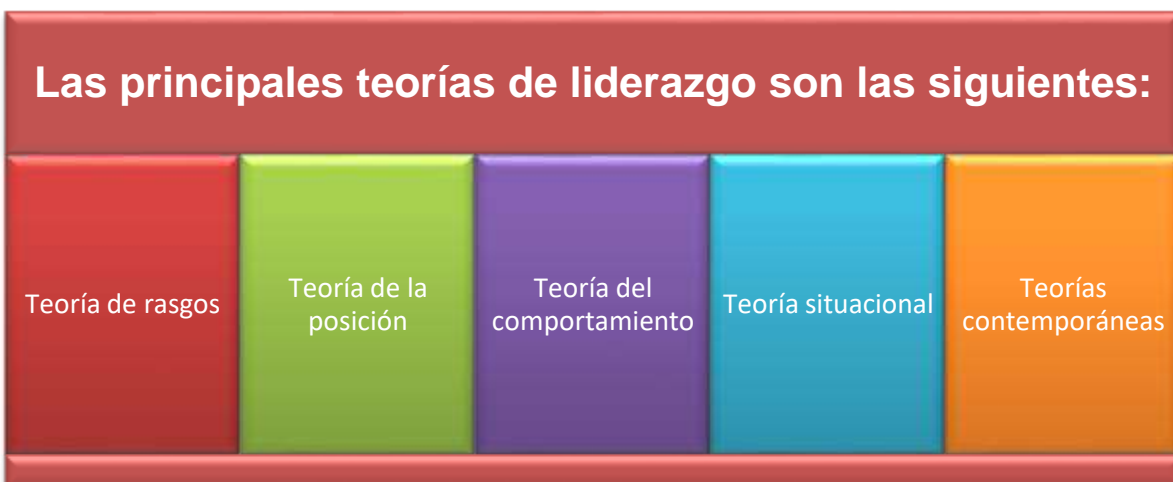 Las principales teorías de liderazgo son las siguientes:
Teoría de rasgos
Teoría de la
posición
Teoría del
comportamiento
Teoría situacional
Teorías
contemporáneas